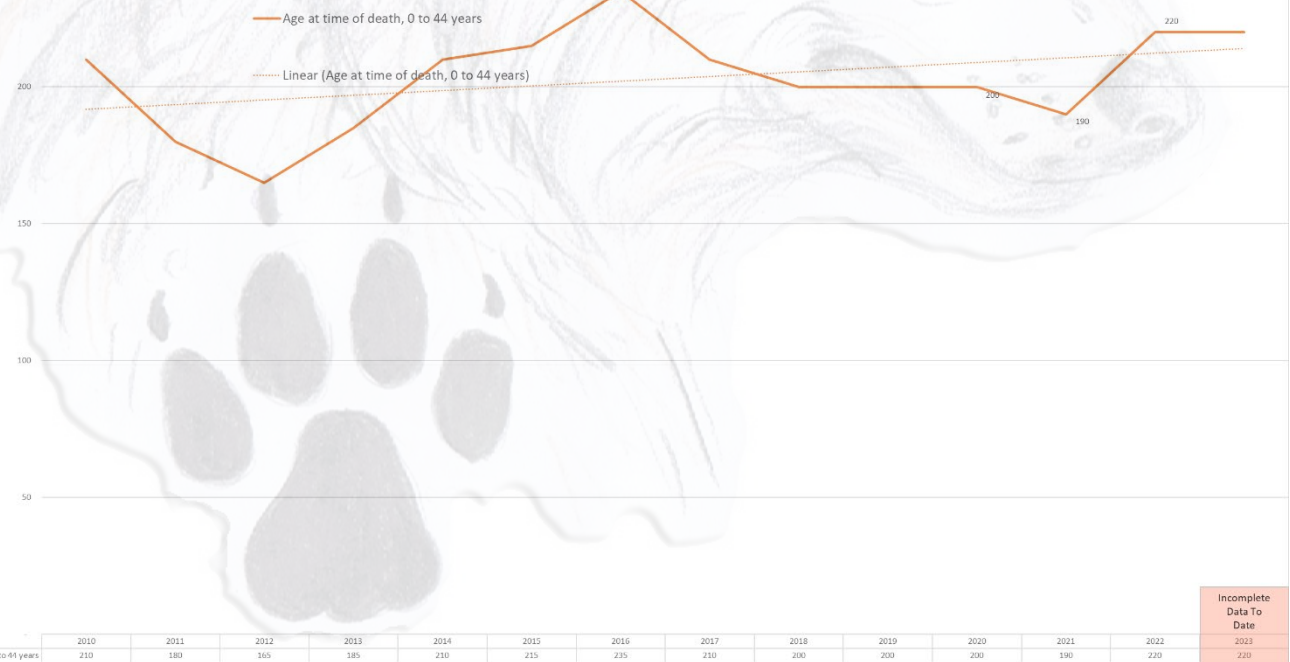 220
Age at time of death, 0 to 44 years
Linear (Age at time of death, 0 to 44 years)
200
200
190
150
100
50
Incomplete
Data To
Date
2010 2011 2012 2013 2014 2015 2016 2017 2018 2019 2020 2021 2022 2023
to 44 years 210 180 165 185 210 215 235 210 200 200 200 190 220 220